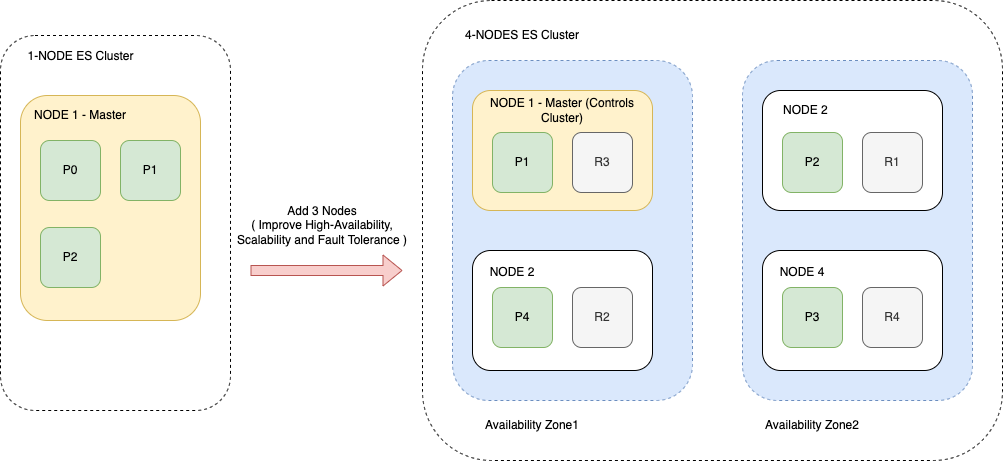 1-NODE ES Cluster
NODE 1 - Master
P0
P1
P2
Add 3 Nodes
( Improve High-Availability,
Scalability and Fault Tolerance )
4-NODES ES Cluster
NODE 1 - Master (Controls
Cluster)
P1
R3
NODE 2
P4
R2
Availability Zone1
NODE 2
P2
R1
NODE 4
P3
R4
Availability Zone2